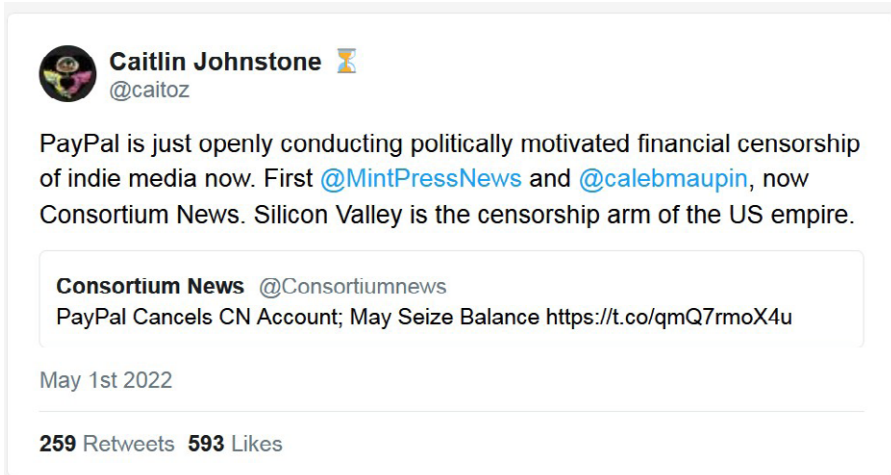 Caitlin Johnstone ⏳
@caitoz
PayPal is just openly conducting politically motivated financial censorship
of indie media now. First @MintPressNews and @calebmaupin, now
Consortium News. Silicon Valley is the censorship arm of the US empire.
Consortium News @Consortiumnews
PayPal Cancels CN Account; May Seize Balance https://t.co/qmQ7rmoX4u
May 1st 2022
259 Retweets 593 Likes